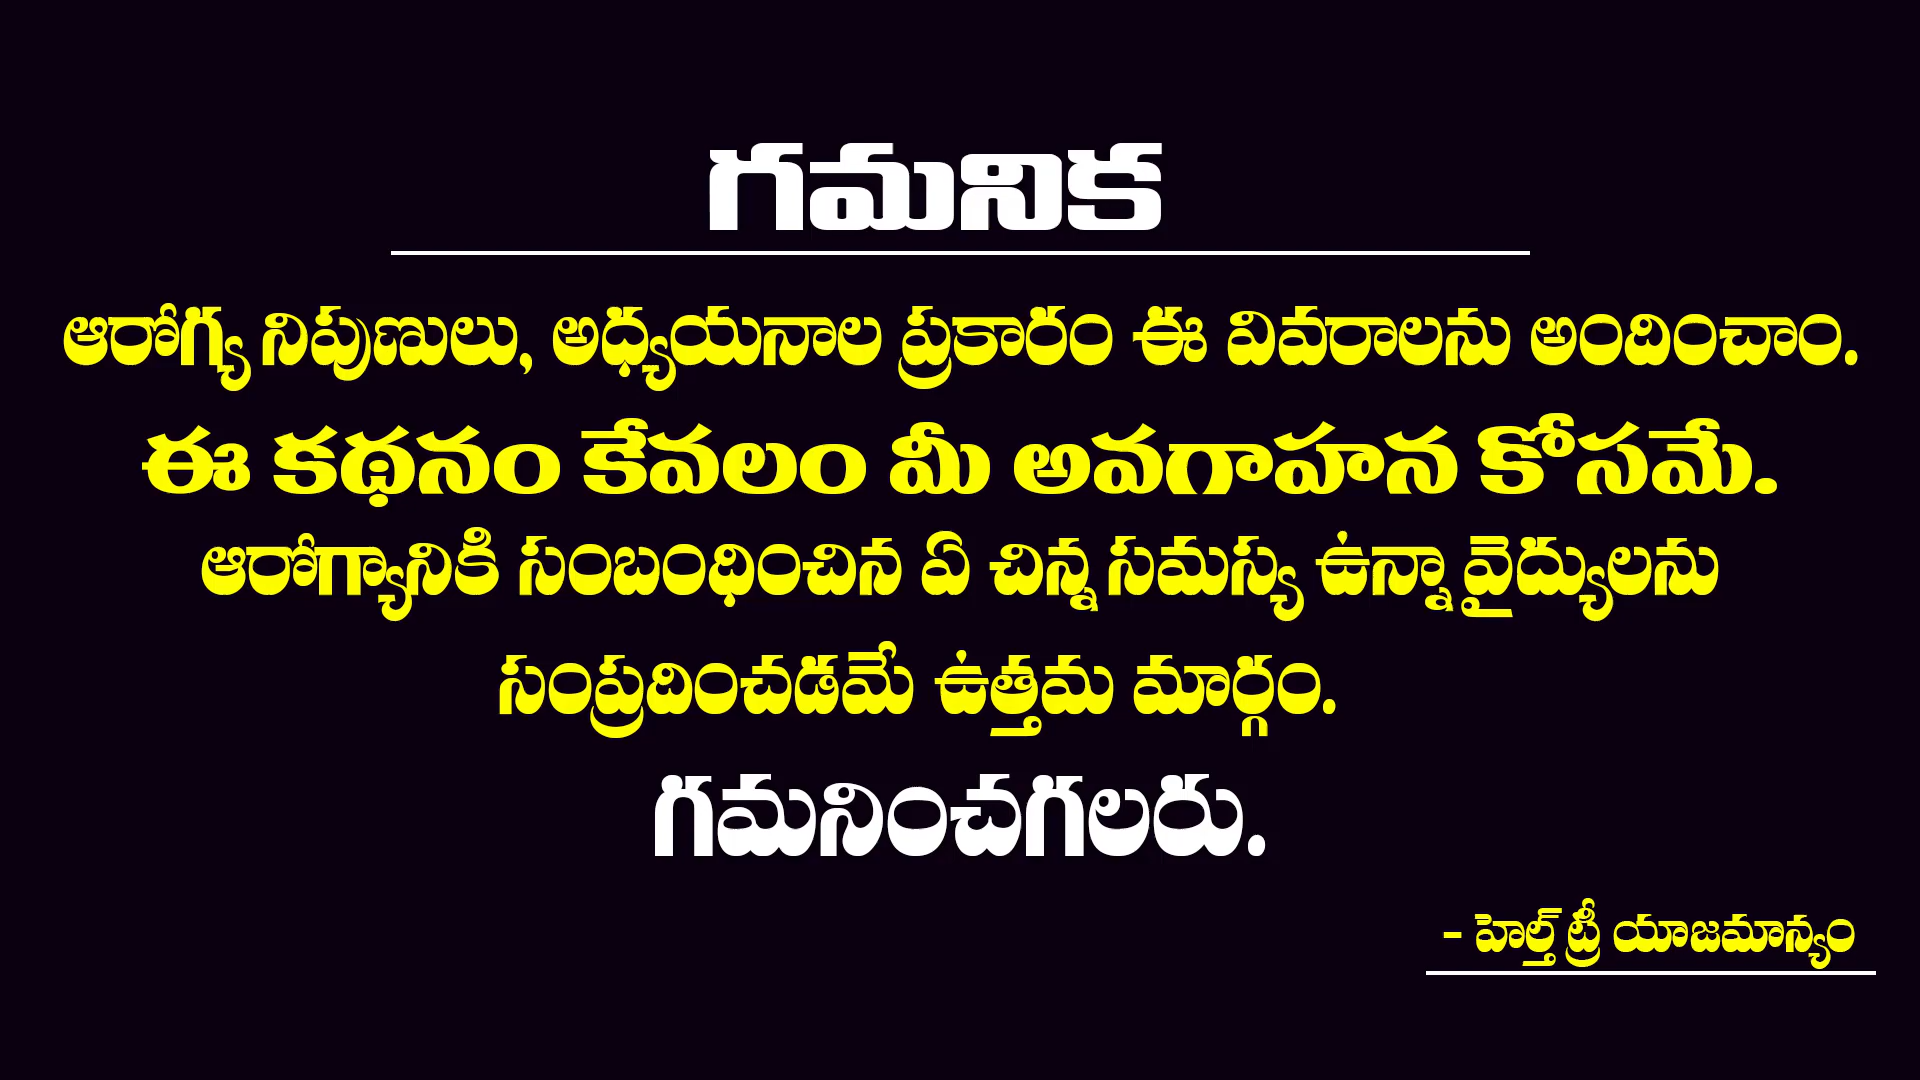 గమనిక
ఆరోగ్య నిపుణులు, అధ్యయనాల ప్రకారం ఈ వివరాలను అందించాం.
ఈ కథనం కేవలం మీ అవగాహన కోసమే.
ఆరోగ్యానికి సంబంధించిన ఏ చిన్న సమస్య ఉన్నా వైద్యులను
సంప్రదించడమే ఉత్తమ మార్గం.
గమనించగలరు.
- హెల్త్ ట్రీ యాజమాన్యం